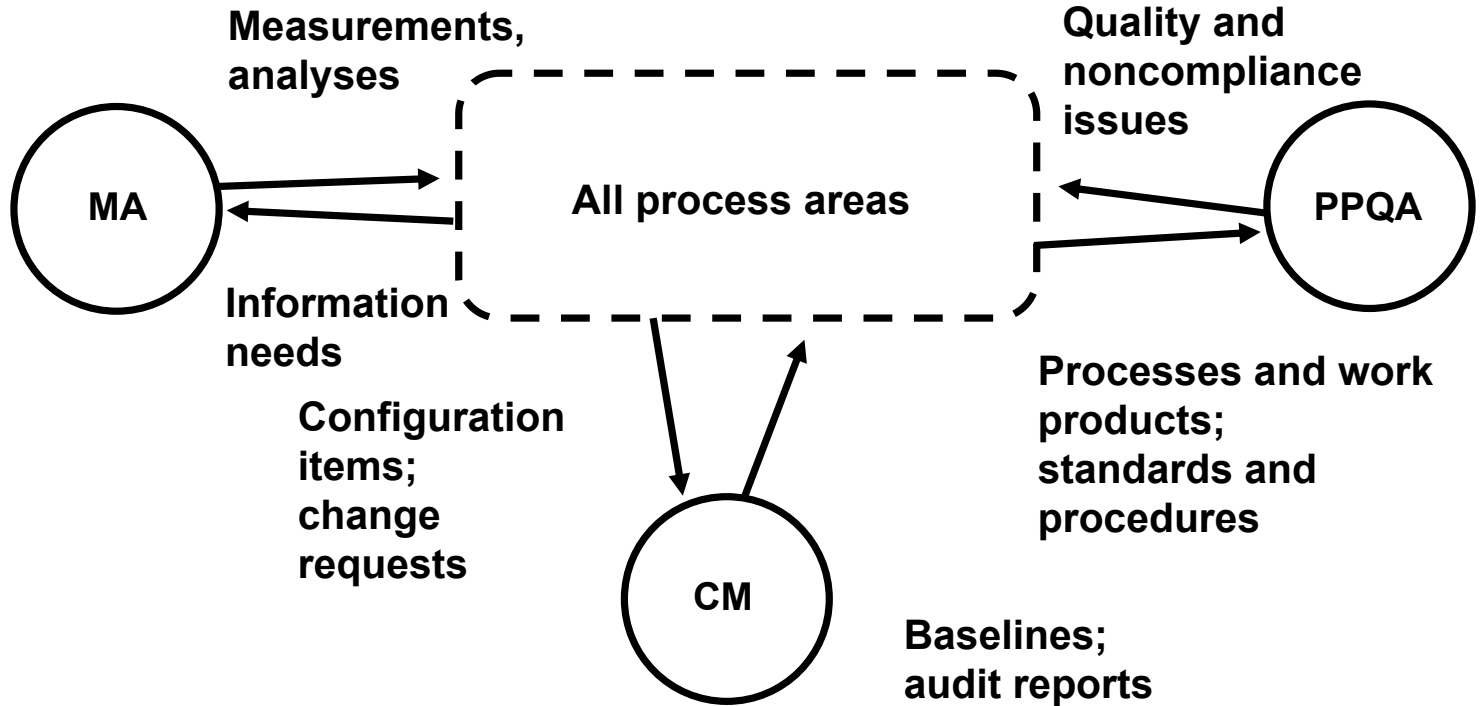 Measurements,
analyses
Quality and
noncompliance
issues
MA
All process areas
PPQA
Information
needs
Configuration
items;
change
requests
Processes and work
products;
standards and
procedures
CM
Baselines;
audit reports